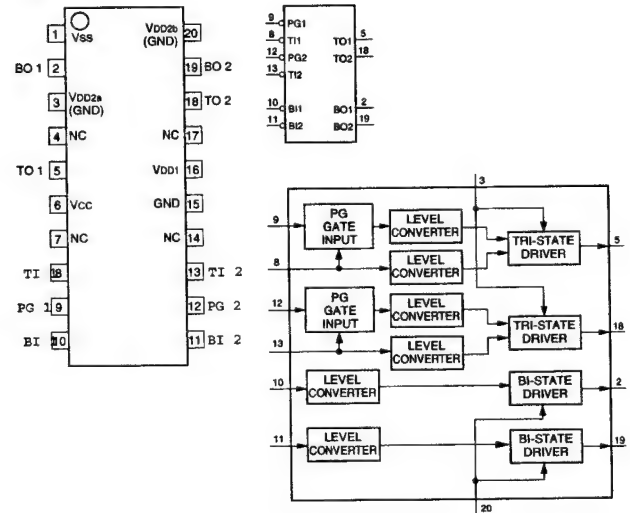 1 VSS
VDD2b 20
(GND)
BO 1 2
19 BO 2
3 VDD2a
(GND)
18 TO 2
4 NC
NC 17
TO 1 5
VDD1 16
6 VCC
GND 15
7 NC
NC 14
TI 18
13 TI 2
PG 1 9
12 PG 2
BI 10
11 BI 2
9 PG1
8 TI1
12 PG2
13 TI2
10 BI1
11 BI2
TO1 5
TO2 18
BO1 2
BO2 19
3
9
PG
GATE
INPUT
LEVEL
CONVERTER
TRI-STATE
DRIVER
5
8
LEVEL
CONVERTER
12
PG
GATE
INPUT
LEVEL
CONVERTER
TRI-STATE
DRIVER
18
13
LEVEL
CONVERTER
10
LEVEL
CONVERTER
BI-STATE
DRIVER
2
11
LEVEL
CONVERTER
BI-STATE
DRIVER
19
20